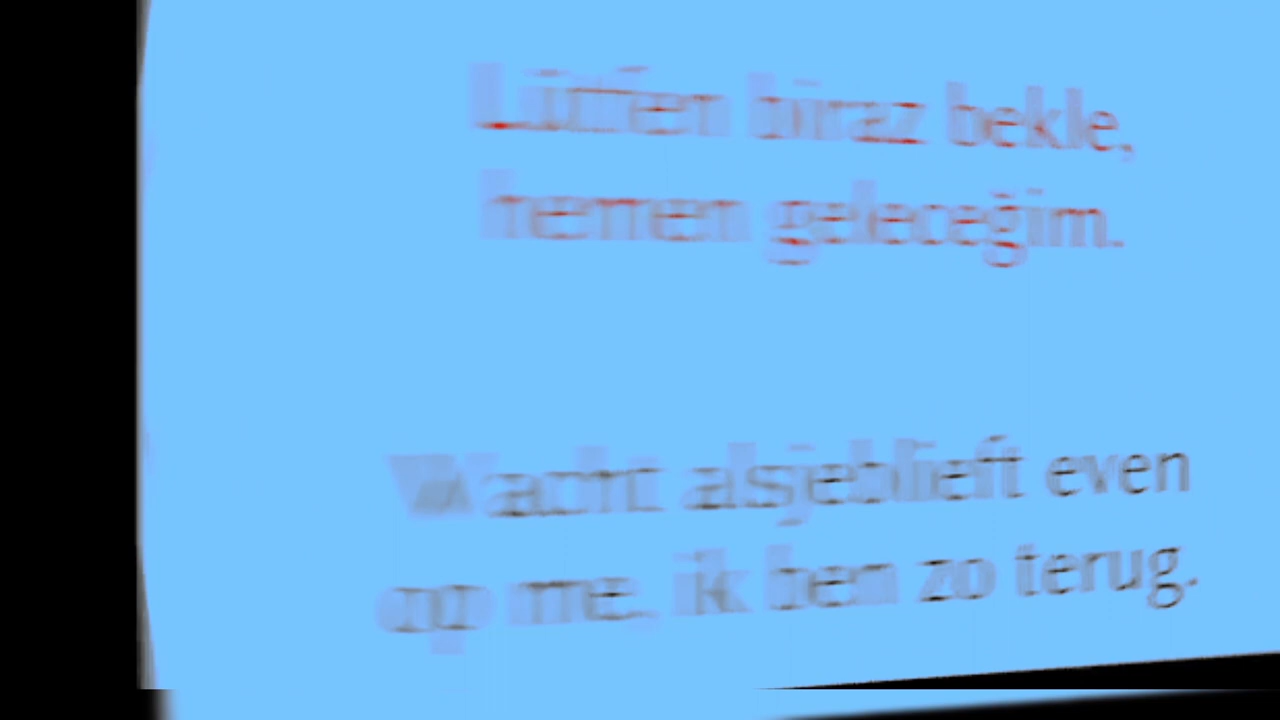 Lütfen biraz bekle,
hemen geleceğim.
Wacht alsjeblieft even
op me, ik ben zo terug.